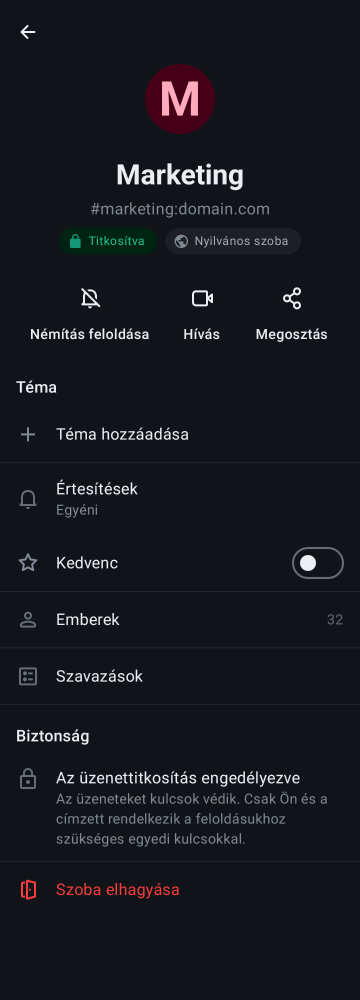 M
Marketing
#marketing:domain.com
Titkosítva
Nyilvános szoba
Némítás feloldása
Hívás
Megosztás
Téma
Téma hozzáadása
Értesítések
Egyéni
Kedvenc
Emberek
32
Szavazások
Biztonság
Az üzenettitkosítás engedélyezve
Az üzeneteket kulcsok védik. Csak Ön és a
címzett rendelkezik a feloldásukhoz
szükséges egyedi kulcsokkal.
Szoba elhagyása